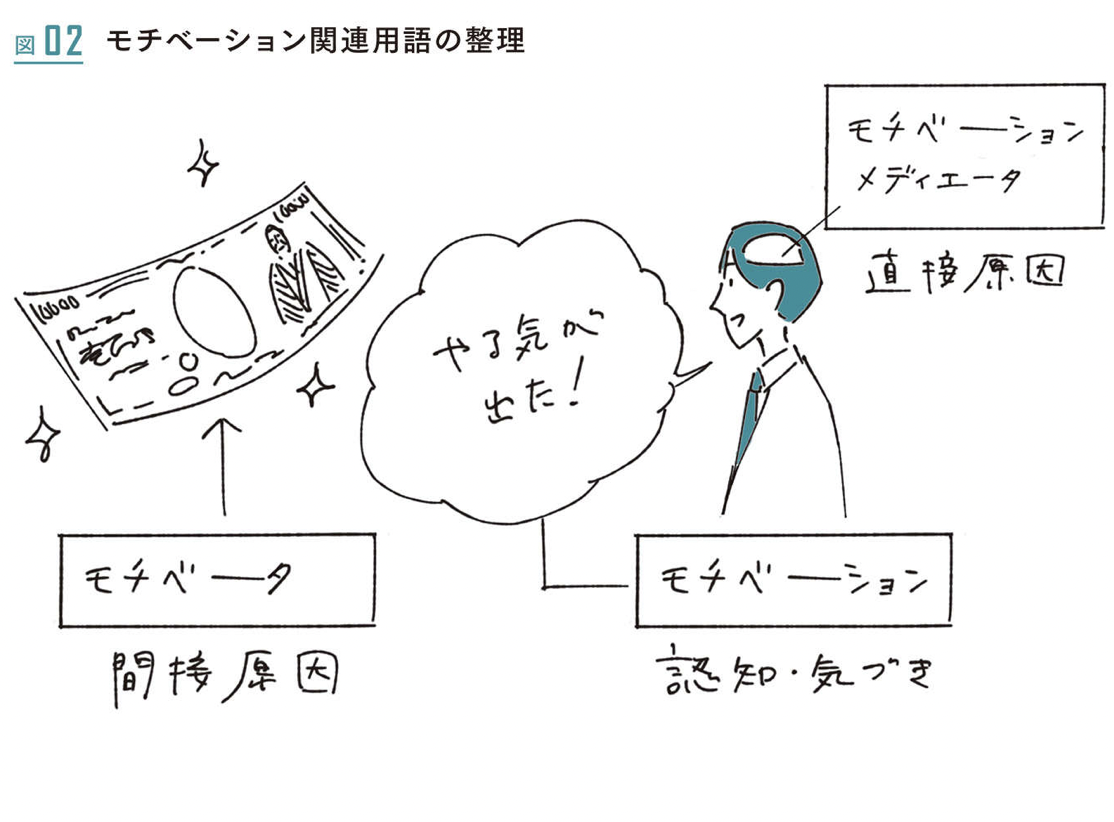 図 02 モチベーション関連用語の整理
モチベーション
メディエータ
直接原因
10000
10000
やる気が
出た!
モチベータ
間接原因
モチベーション
認知・気づき